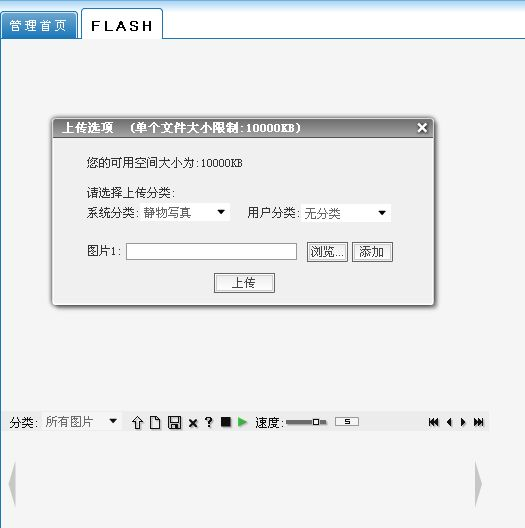 管理首页 FLASH
上传选项 (单个文件大小限制:10000KB)
您的可用空间大小为:10000KB
请选择上传分类:
系统分类: 静物写真 用户分类: 无分类
图片1: 浏览... 添加
上传
分类: 所有图片 ? 速度: 5